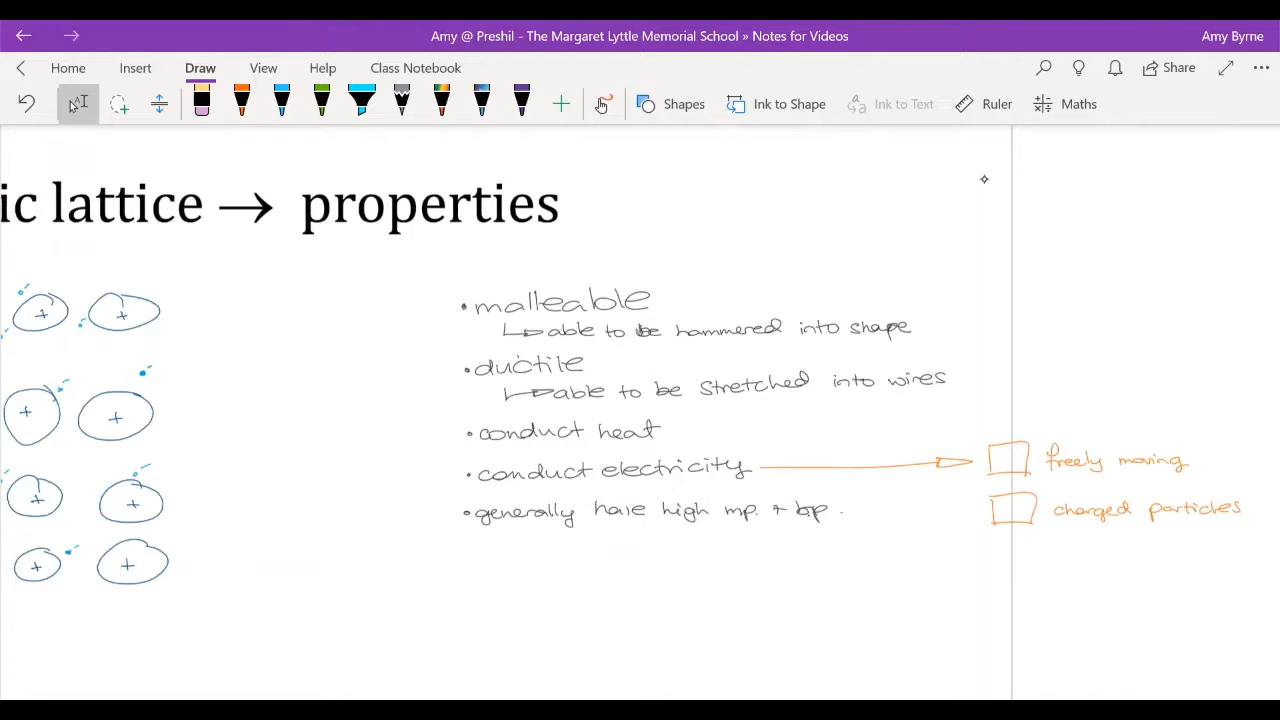 Amy @ Preshil - The Margaret Lyttle Memorial School » Notes for Videos
Amy Byrne
Home Insert Draw View Help Class Notebook
Share
Shapes Ink to Shape Ink to Text Ruler Maths
ic lattice → properties
• malleable
↳ able to be hammered into shape
• ductile
↳ able to be stretched into wires
• conduct heat
• conduct electricity → □ freely moving
□ charged particles
• generally have high mp. + bp.
+ +
+ +
+ +
+ +